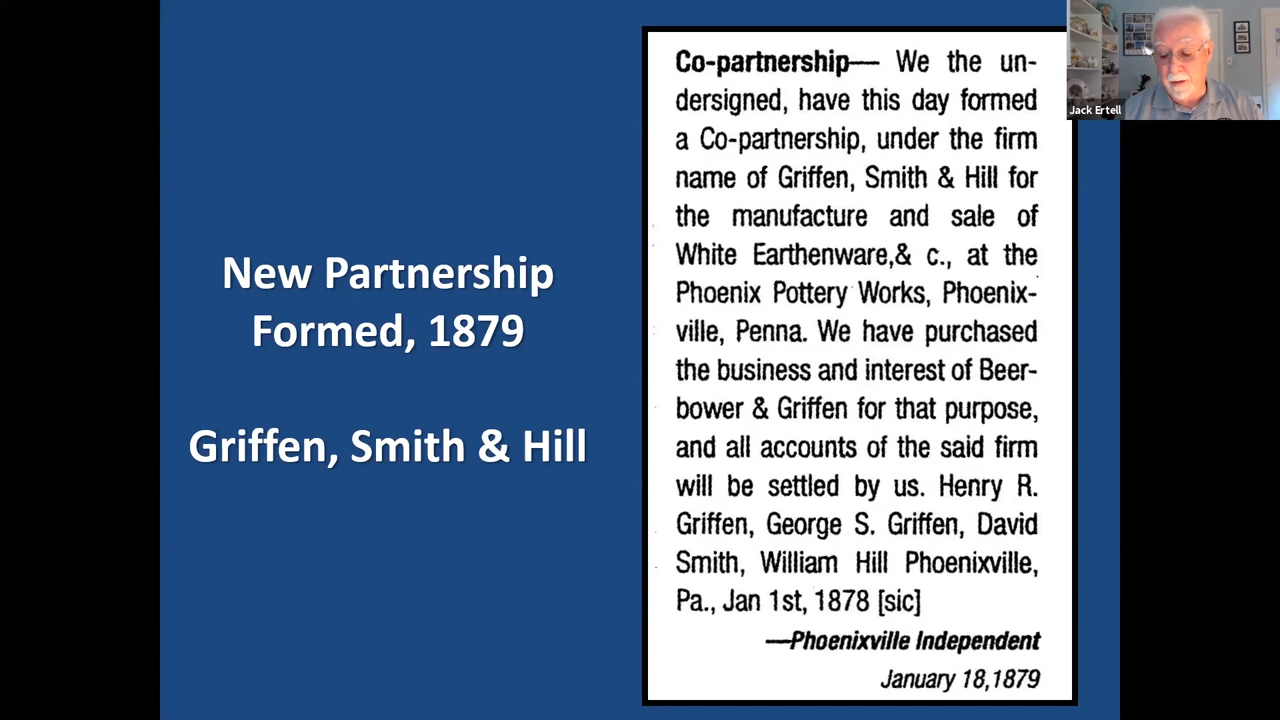 New Partnership
Formed, 1879
Griffen, Smith & Hill
Co-partnership— We the un-
dersigned, have this day formed
a Co-partnership, under the firm
name of Griffen, Smith & Hill for
the manufacture and sale of
White Earthenware,& c., at the
Phoenix Pottery Works, Phoenix-
ville, Penna. We have purchased
the business and interest of Beer-
bower & Griffen for that purpose,
and all accounts of the said firm
will be settled by us. Henry R.
Griffen, George S. Griffen, David
Smith, William Hill Phoenixville,
Pa., Jan 1st, 1878 [sic]
—Phoenixville Independent
January 18,1879
Jack Ertell